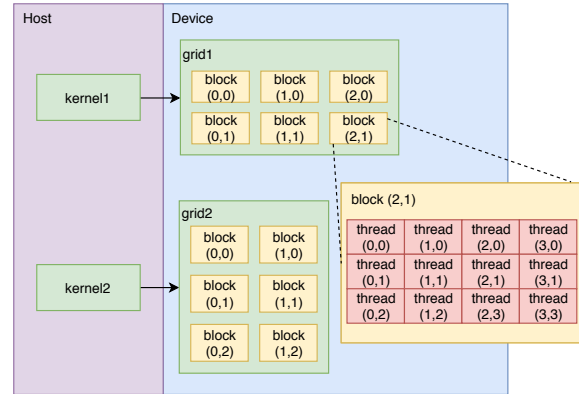 Host
Device
grid1
kernel1
block
(0,0)
block
(1,0)
block
(2,0)
block
(0,1)
block
(1,1)
block
(2,1)
block (2,1)
thread
(0,0)
thread
(1,0)
thread
(2,0)
thread
(3,0)
thread
(0,1)
thread
(1,1)
thread
(2,1)
thread
(3,1)
thread
(0,2)
thread
(1,2)
thread
(2,3)
thread
(3,3)
grid2
kernel2
block
(0,0)
block
(1,0)
block
(0,1)
block
(1,1)
block
(0,2)
block
(1,2)